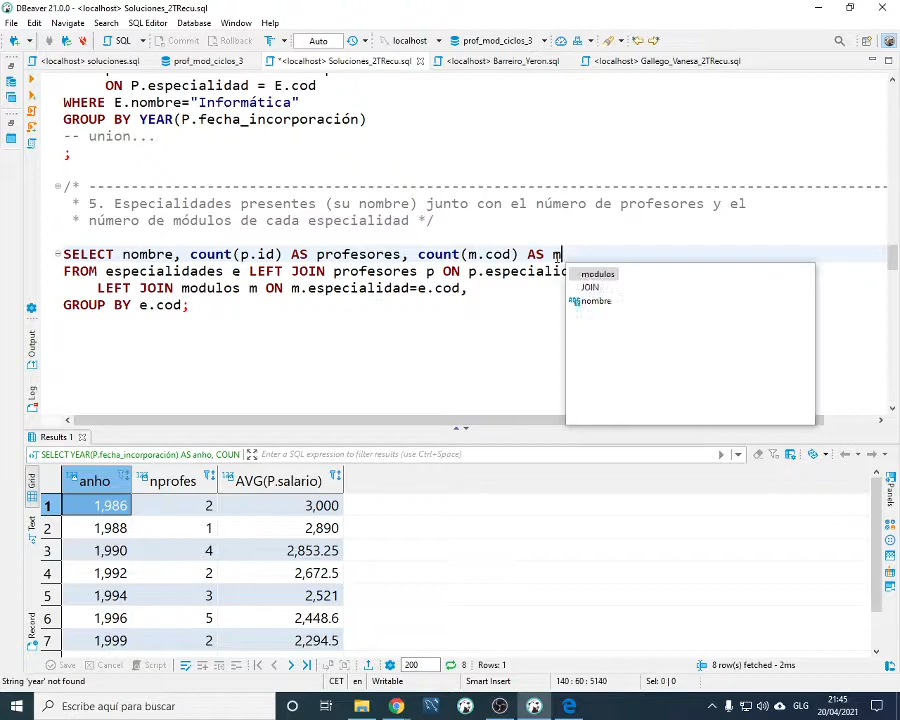 DBeaver 21.0.0 - <localhost> Soluciones_2TRecu.sql
File Edit Navigate Search SQL Editor Database Window Help
SQL Commit Rollback T Auto localhost prof_mod_ciclos_3
<localhost> soluciones.sql prof_mod_ciclos_3 *<localhost> Soluciones_2TRecu.sql <localhost> Barreiro_Yeron.sql <localhost> Gallego_Vanesa_2TRecu.sql
ON P.especialidad = E.cod
WHERE E.nombre="Informática"
GROUP BY YEAR(P.fecha_incorporación)
-- union...
;
/* -----------------------------------------------------------------------------------------------
* 5. Especialidades presentes (su nombre) junto con el número de profesores y el
* número de módulos de cada especialidad */
SELECT nombre, count(p.id) AS profesores, count(m.cod) AS m
FROM especialidades e LEFT JOIN profesores p ON p.especialid
LEFT JOIN modulos m ON m.especialidad=e.cod,
GROUP BY e.cod;
modulos
JOIN
nombre
Output
Log
Results 1
SELECT YEAR(P.fecha_incorporación) AS anho, COUN Enter a SQL expression to filter results (use Ctrl+Space)
Grid
Text
Record
Panels
anho nprofes AVG(P.salario)
1 1,986 2 3,000
2 1,988 1 2,890
3 1,990 4 2,853.25
4 1,992 2 2,672.5
5 1,994 3 2,521
6 1,996 5 2,448.6
7 1,999 2 2,294.5
Save Cancel Script 200 8 Rows: 1 8 row(s) fetched - 2ms
String 'year' not found CET en Writable Smart Insert 140 : 60 : 5140 Sel: 0 | 0
Escribe aquí para buscar GLG 21:45
20/04/2021